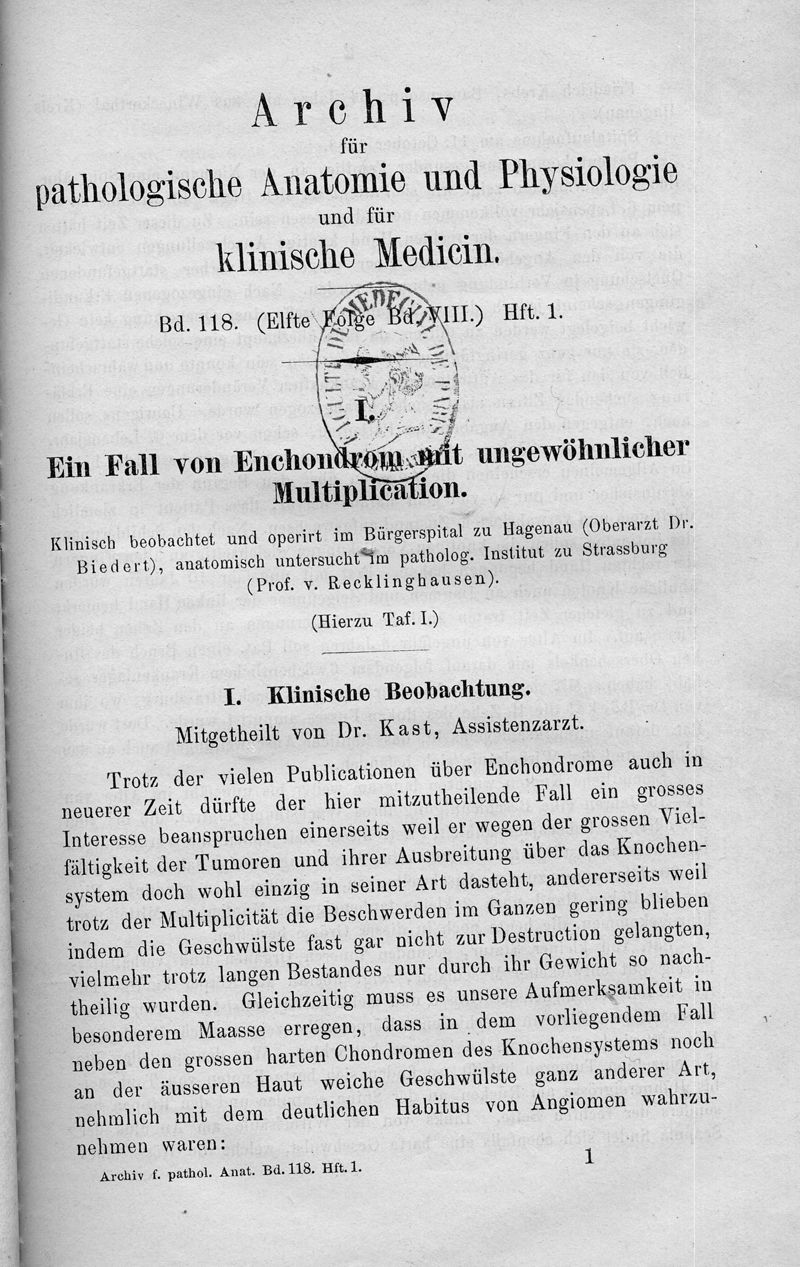 Archiv
für
pathologische Anatomie und Physiologie
und für
klinische Medicin.
Bd. 118. (Elfte Folge Bd. VIII.) Hft. 1.
I.
Ein Fall von Enchondrom mit ungewöhnlicher
Multiplication.
Klinisch beobachtet und operirt im Bürgerspital zu Hagenau (Oberarzt Dr.
Biedert), anatomisch untersucht im patholog. Institut zu Strassburg
(Prof. v. Recklinghausen).
(Hierzu Taf. I.)
I. Klinische Beobachtung.
Mitgetheilt von Dr. Kast, Assistenzarzt.
Trotz der vielen Publicationen über Enchondrome auch in
neuerer Zeit dürfte der hier mitzutheilende Fall ein grosses
Interesse beanspruchen einerseits weil er wegen der grossen Viel-
fältigkeit der Tumoren und ihrer Ausbreitung über das Knochen-
system doch wohl einzig in seiner Art dasteht, andererseits weil
trotz der Multiplicität die Beschwerden im Ganzen gering blieben
indem die Geschwülste fast gar nicht zur Destruction gelangten,
vielmehr trotz langen Bestandes nur durch ihr Gewicht so nach-
theilig wurden. Gleichzeitig muss es unsere Aufmerksamkeit in
besonderem Maasse erregen, dass in dem vorliegendem Fall
neben den grossen harten Chondromen des Knochensystems noch
an der äusseren Haut weiche Geschwülste ganz anderer Art,
nehmlich mit dem deutlichen Habitus von Angiomen wahrzu-
nehmen waren:
Archiv f. pathol. Anat. Bd. 118. Hft. 1.
1